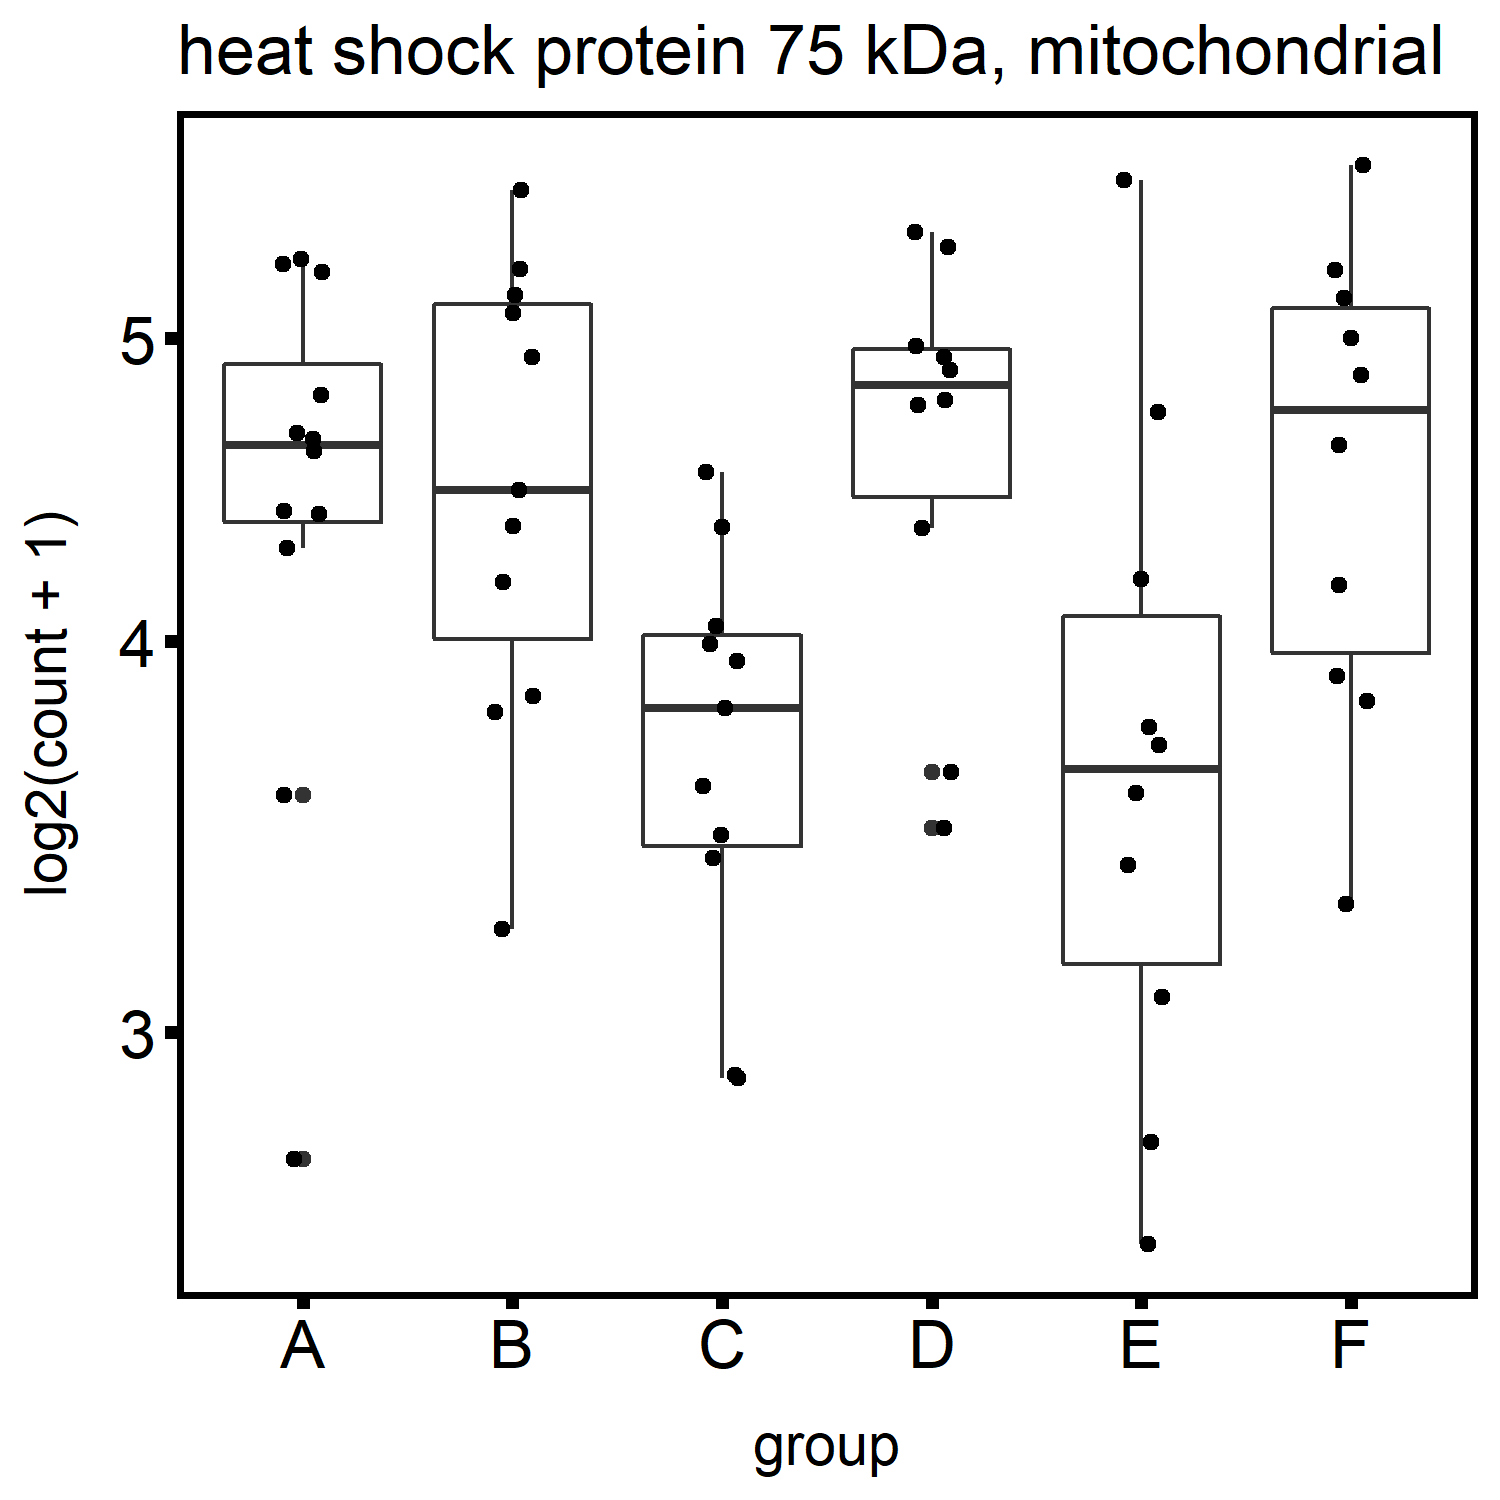 heat shock protein 75 kDa, mitochondrial
log2(count + 1)
5
4
3
A B C D E F
group